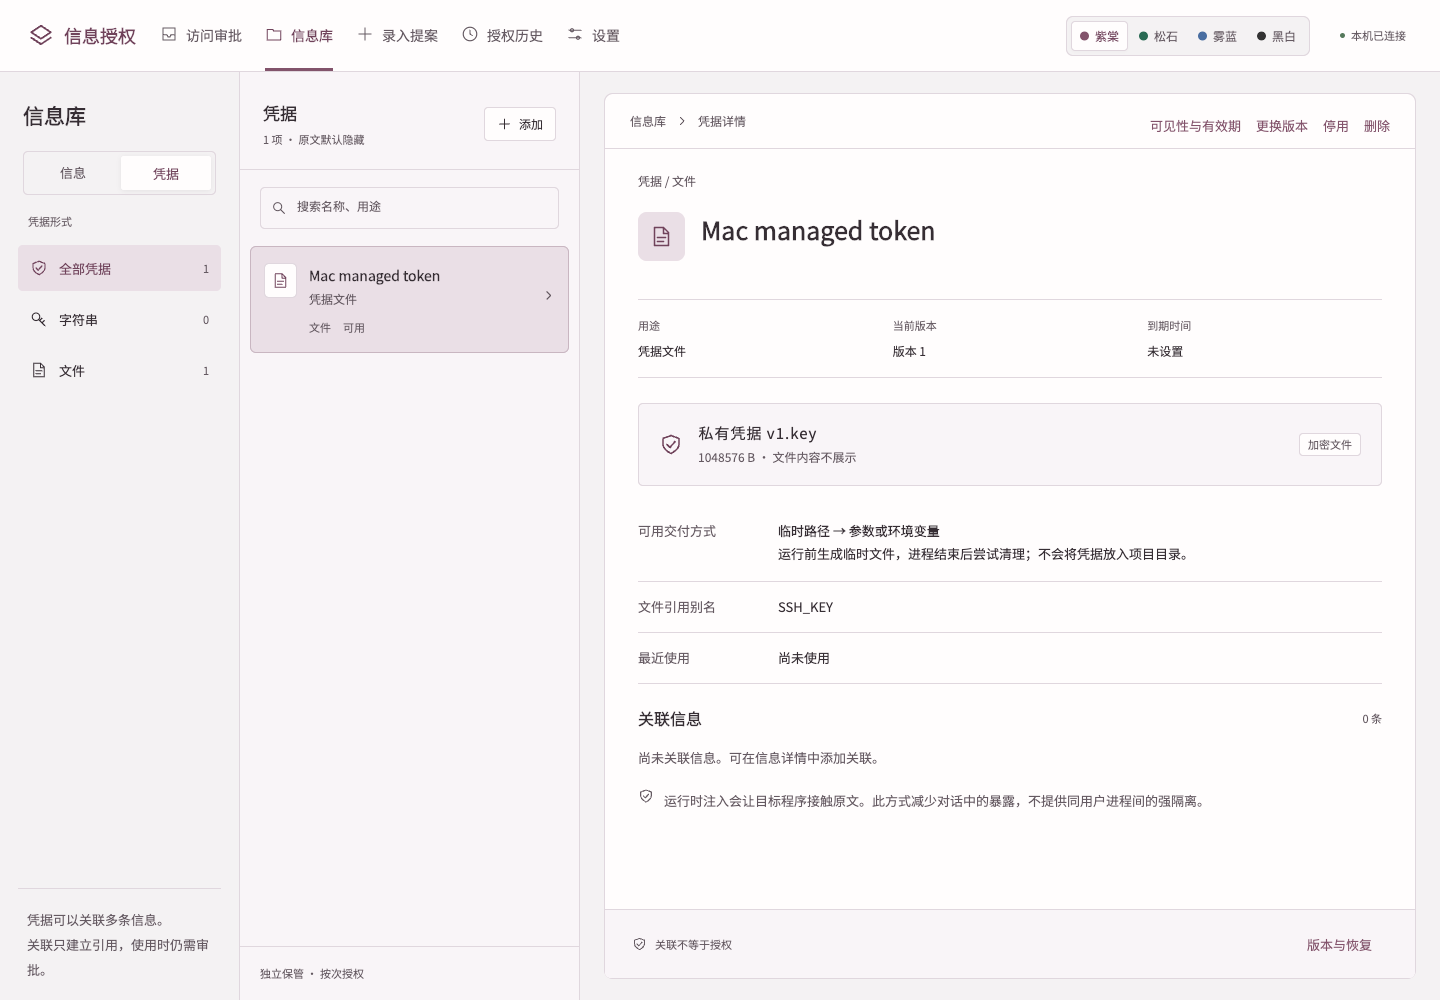 信息授权
访问审批
信息库
录入提案
授权历史
设置
紫棠
松石
雾蓝
黑白
本机已连接
信息库
信息
凭据
凭据形式
全部凭据 1
字符串 0
文件 1
凭据可以关联多条信息。
关联只建立引用，使用时仍需审
批。
凭据
1 项 · 原文默认隐藏
添加
搜索名称、用途
Mac managed token
凭据文件
文件 可用
独立保管 · 按次授权
信息库 > 凭据详情
可见性与有效期 更换版本 停用 删除
凭据 / 文件
Mac managed token
用途 当前版本 到期时间
凭据文件 版本 1 未设置
私有凭据 v1.key
1048576 B · 文件内容不展示
加密文件
可用交付方式 临时路径 → 参数或环境变量
运行前生成临时文件，进程结束后尝试清理；不会将凭据放入项目目录。
文件引用别名 SSH_KEY
最近使用 尚未使用
关联信息 0 条
尚未关联信息。可在信息详情中添加关联。
运行时注入会让目标程序接触原文。此方式减少对话中的暴露，不提供同用户进程间的强隔离。
关联不等于授权
版本与恢复